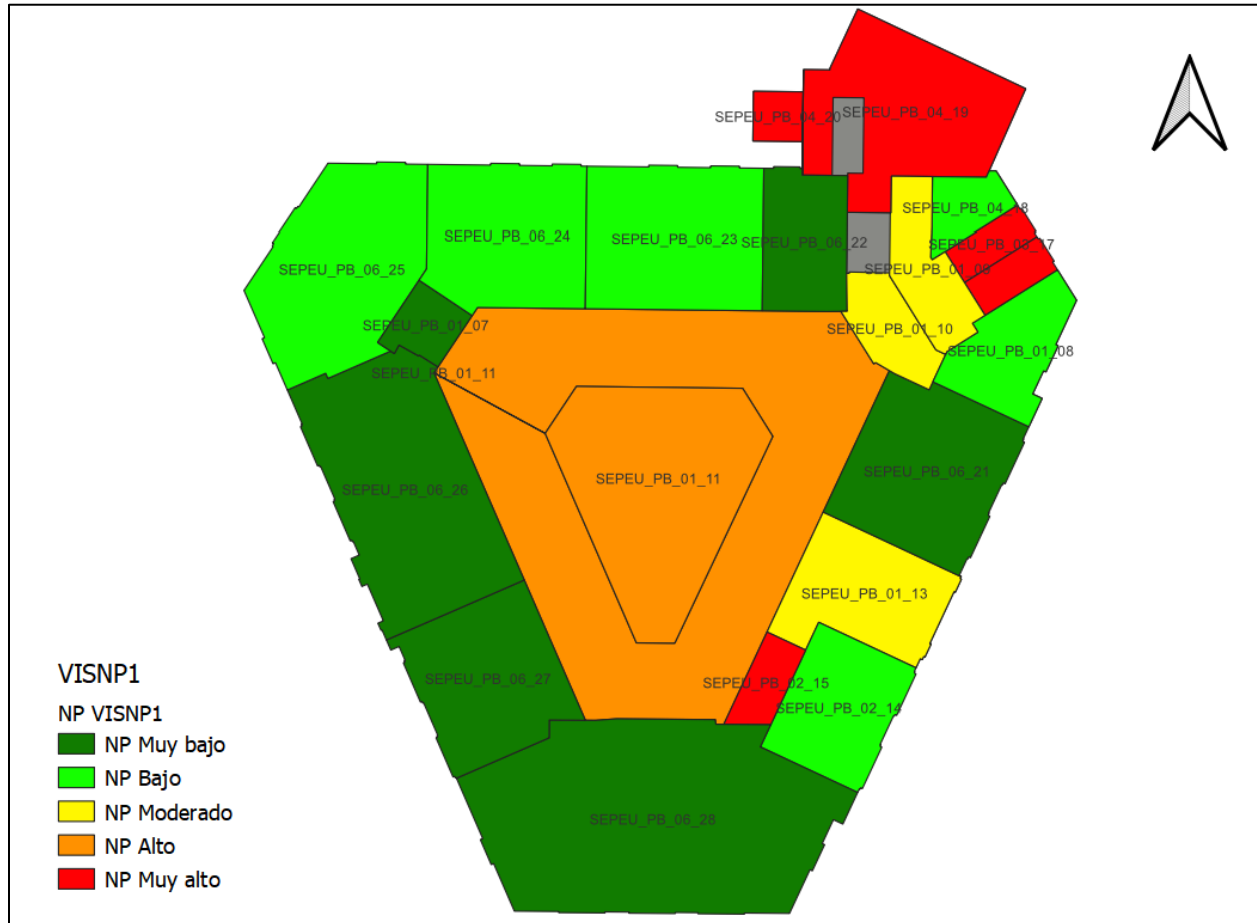 SEPEU_PB_04_20
SEPEU_PB_04_19
SEPEU_PB_04_18
SEPEU_PB_06_24
SEPEU_PB_06_23
SEPEU_PB_06_22
SEPEU_PB_03_17
SEPEU_PB_06_25
SEPEU_PB_01_09
SEPEU_PB_01_07
SEPEU_PB_01_10
SEPEU_PB_01_08
SEPEU_PB_01_11
SEPEU_PB_06_21
SEPEU_PB_01_11
SEPEU_PB_06_26
SEPEU_PB_01_13
SEPEU_PB_06_27
SEPEU_PB_02_15
SEPEU_PB_02_14
SEPEU_PB_06_28
VISNP1
NP VISNP1
NP Muy bajo
NP Bajo
NP Moderado
NP Alto
NP Muy alto